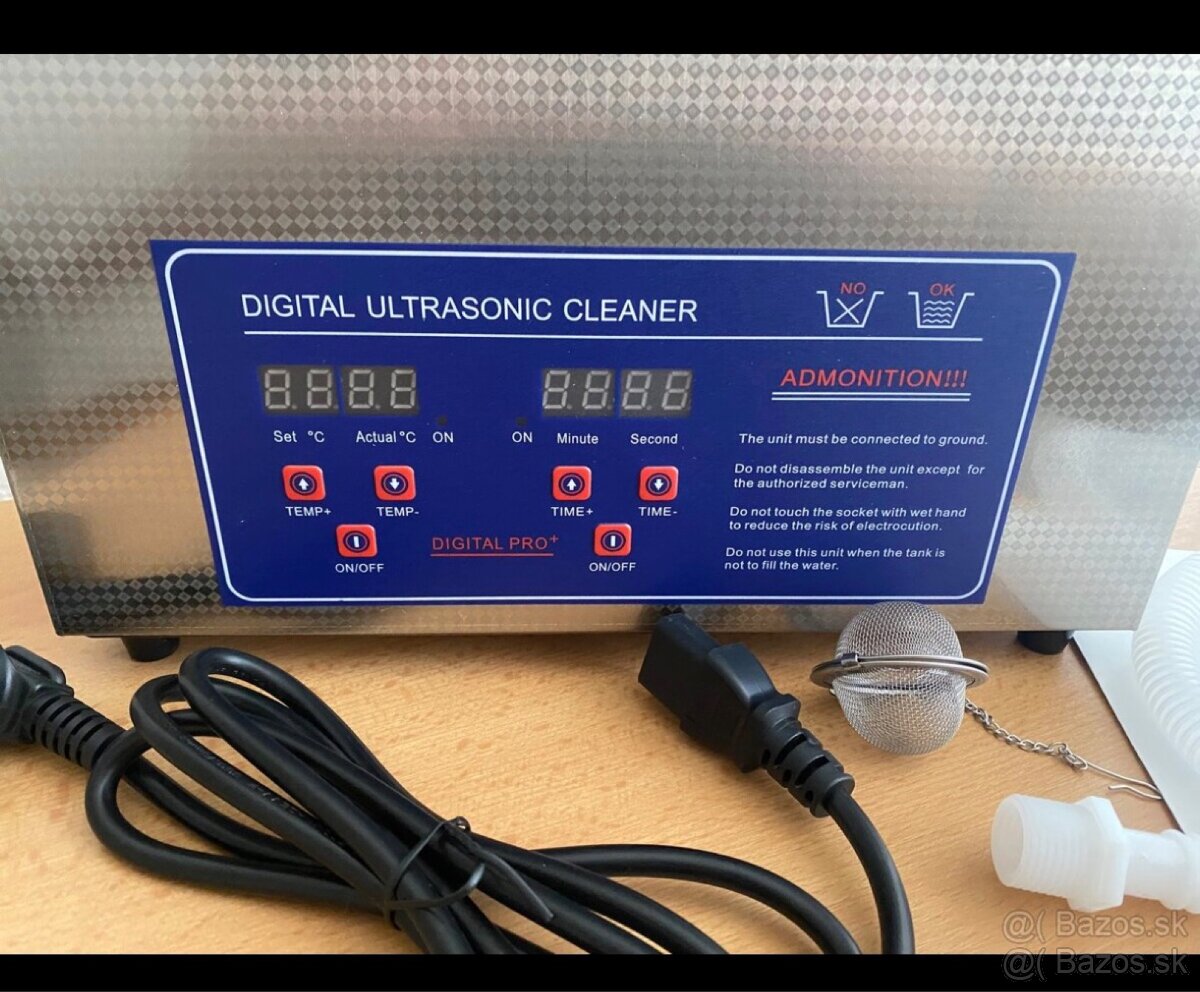 DIGITAL ULTRASONIC CLEANER
NO
OK
ADMONITION!!!
Set °C
Actual °C
ON
ON
Minute
Second
TEMP+
TEMP-
TIME+
TIME-
ON/OFF
DIGITAL PRO+
ON/OFF
The unit must be connected to ground.
Do not disassemble the unit except for
the authorized serviceman.
Do not touch the socket with wet hand
to reduce the risk of electrocution.
Do not use this unit when the tank is
not to fill the water.
@( Bazos.sk
@( Bazos.sk